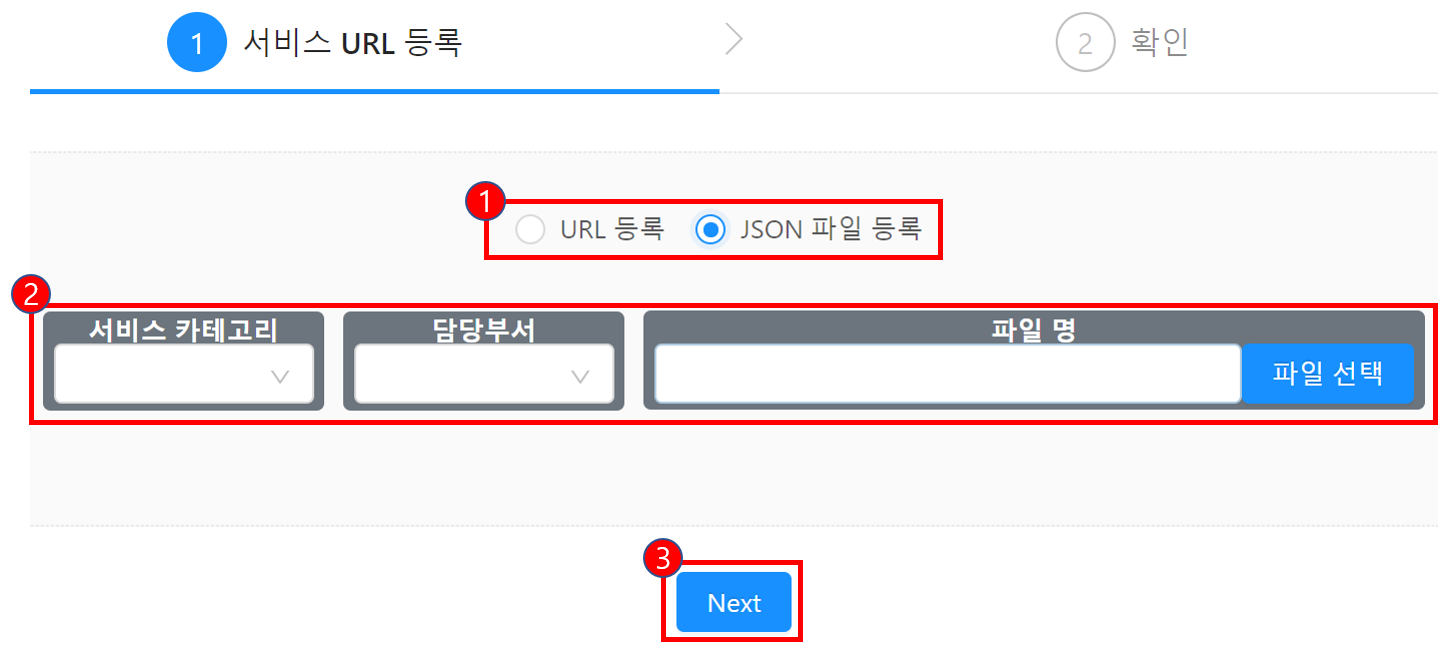 1 서비스 URL 등록
2 확인
1
URL 등록 JSON 파일 등록
2
서비스 카테고리 담당부서 파일 명
파일 선택
3
Next